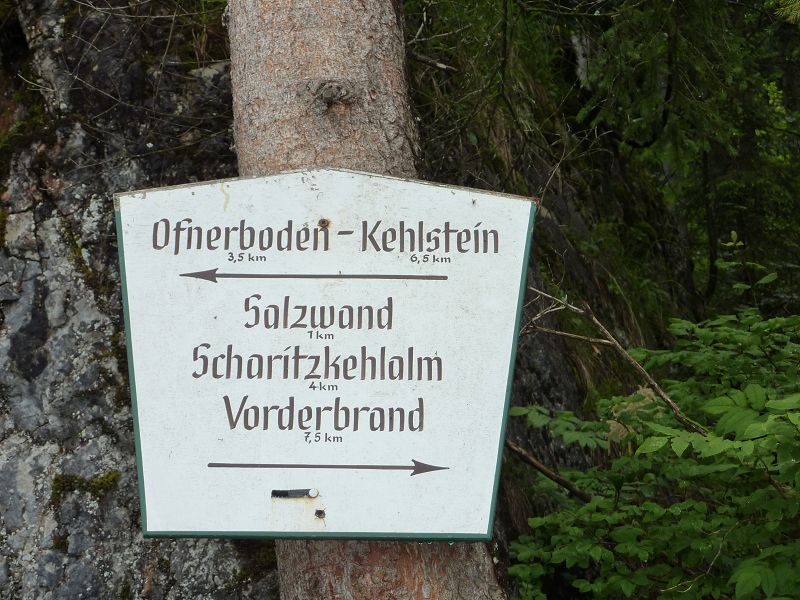 Ofnerboden - Kehlstein
3,5 km 6,5 km
Salzwand
1 km
Scharitzkehlalm
4 km
Vorderbrand
7,5 km